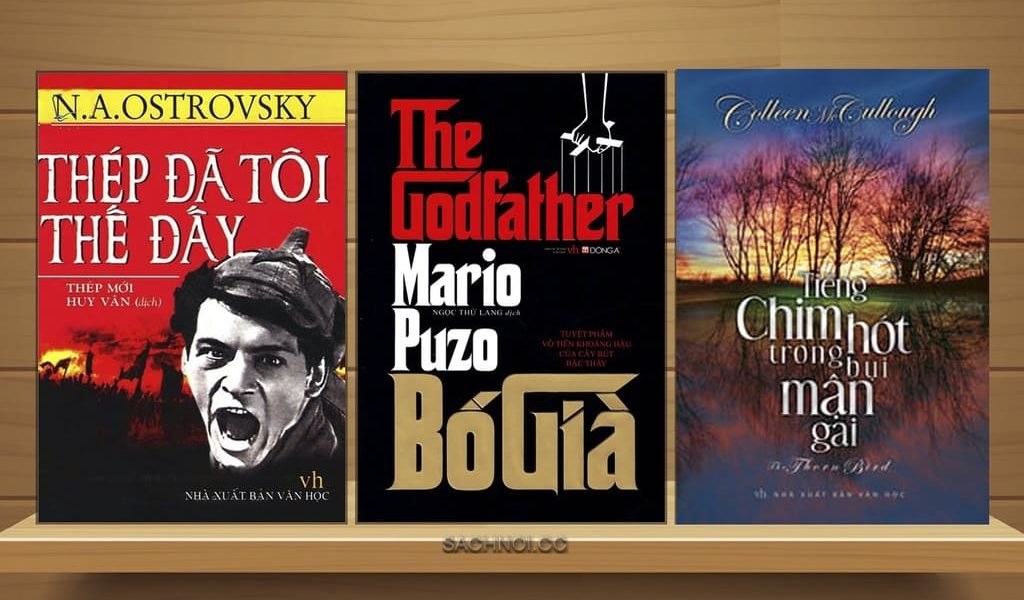 N.A.OSTROVSKY
THÉP ĐÃ TÔI
THẾ ĐẤY
THÉP MỚI
HUY VÂN (dịch)
vh
NHÀ XUẤT BẢN VĂN HỌC
The
Godfather
vh ĐÔNG A
Mario
NGỌC THỨ LANG dịch
Puzo
TUYỆT PHẨM
VÔ TIỀN KHOÁNG HẬU
CỦA CÂY BÚT
BẬC THẦY
Bố Già
Colleen McCullough
Tiếng
Chim hót
trong bụi
mận
gai
The Thorn Bird
vh NHÀ XUẤT BẢN VĂN HỌC
SACHNOI.CC